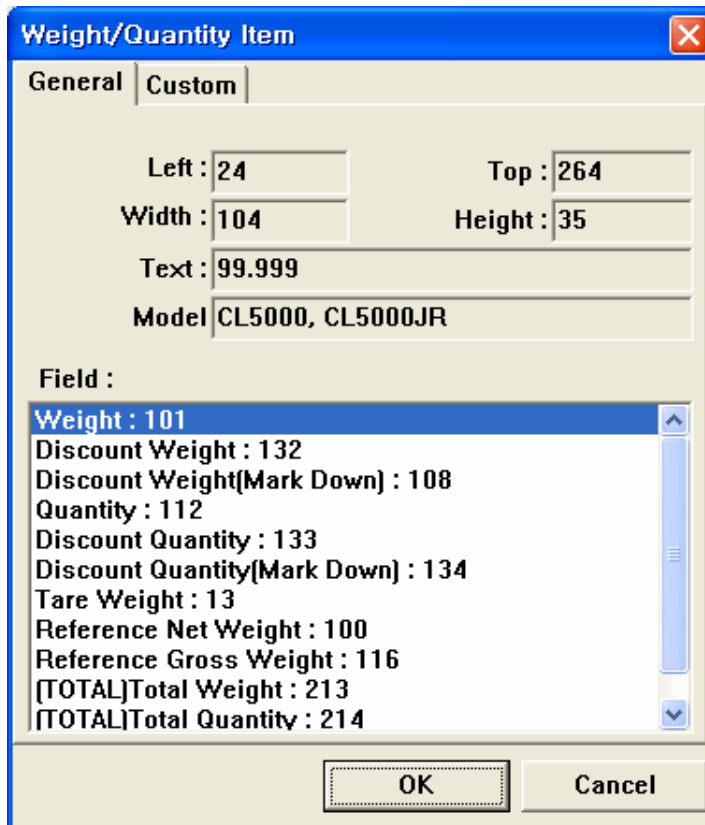 Weight/Quantity Item
General Custom
Left : 24 Top : 264
Width : 104 Height : 35
Text : 99.999
Model CL5000, CL5000JR
Field :
Weight : 101
Discount Weight : 132
Discount Weight(Mark Down) : 108
Quantity : 112
Discount Quantity : 133
Discount Quantity(Mark Down) : 134
Tare Weight : 13
Reference Net Weight : 100
Reference Gross Weight : 116
(TOTAL)Total Weight : 213
(TOTAL)Total Quantity : 214
OK Cancel